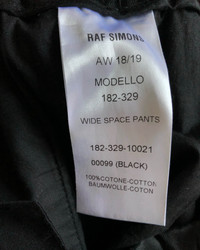 RAF SIMONS
AW 18/19
MODELLO
182-329
WIDE SPACE PANTS
182-329-10021
00099 (BLACK)
100%COTONE-COTTON
BAUMWOLLE-COTON